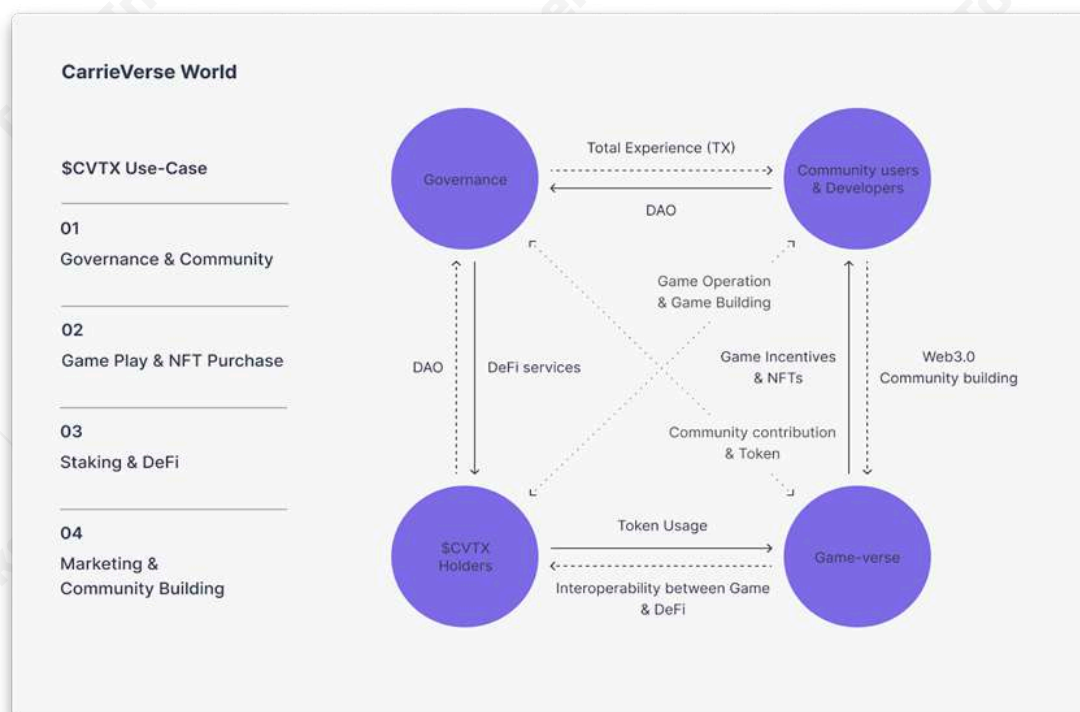 CarrieVerse World
$CVTX Use-Case
01
Governance & Community
02
Game Play & NFT Purchase
03
Staking & DeFi
04
Marketing &
Community Building
Governance
Total Experience (TX)
DAO
Community users
& Developers
Game Operation
& Game Building
DAO
DeFi services
Game Incentives
& NFTs
Web3.0
Community building
Community contribution
& Token
$CVTX
Holders
Token Usage
Interoperability between Game
& DeFi
Game-verse